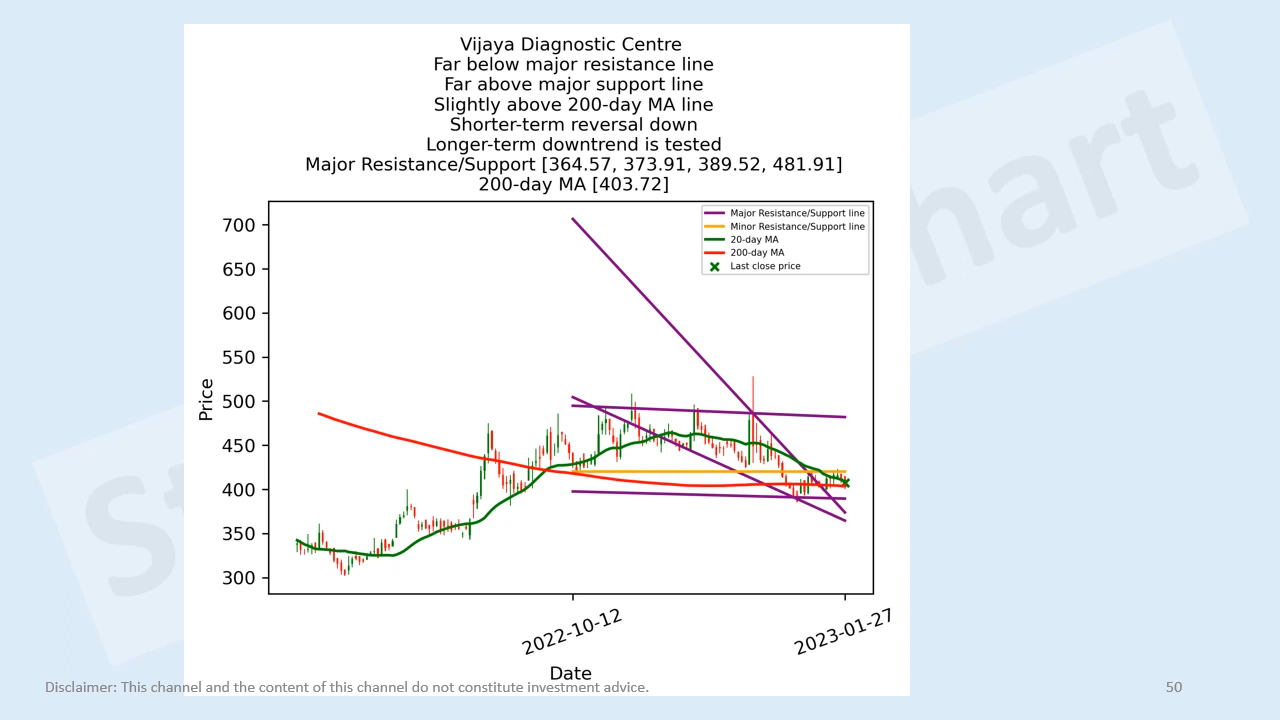 Vijaya Diagnostic Centre
Far below major resistance line
Far above major support line
Slightly above 200-day MA line
Shorter-term reversal down
Longer-term downtrend is tested
Major Resistance/Support [364.57, 373.91, 389.52, 481.91]
200-day MA [403.72]
Major Resistance/Support line
Minor Resistance/Support line
20-day MA
200-day MA
Last close price
700
650
600
550
500
450
400
350
300
Price
2022-10-12
2023-01-27
Date
Disclaimer: This channel and the content of this channel do not constitute investment advice.
50